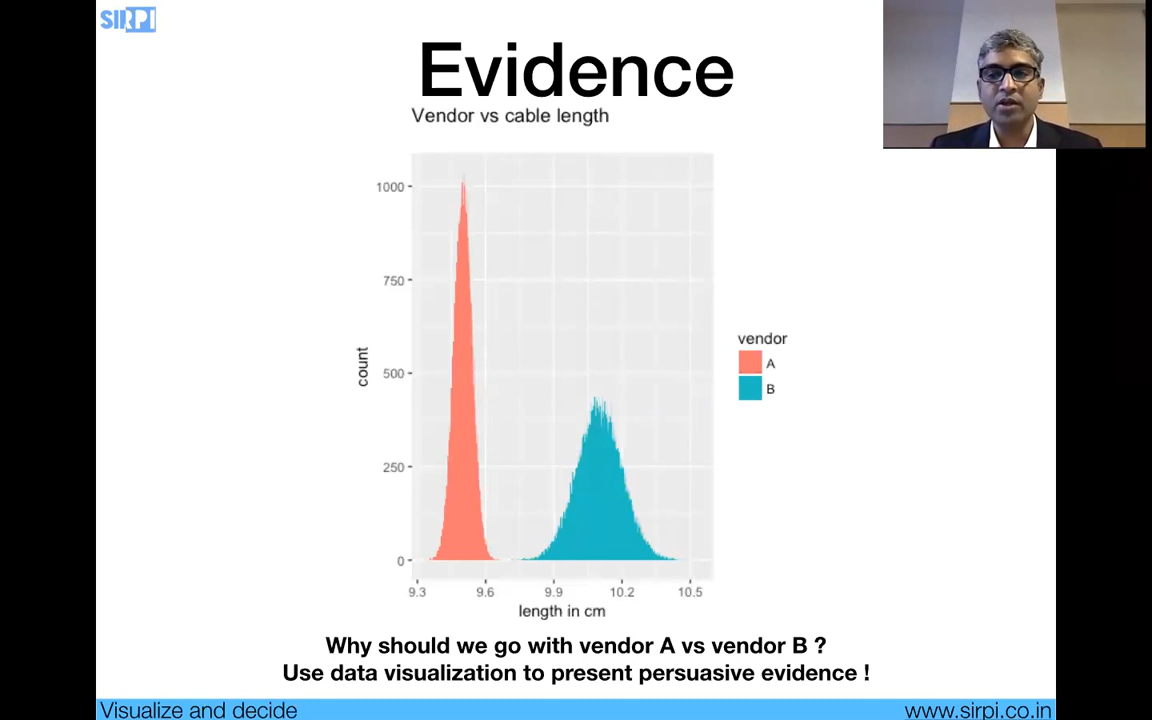 SIRPI
Evidence
Vendor vs cable length
1000
750
500
250
0
count
9.3 9.6 9.9 10.2 10.5
length in cm
vendor
A
B
Why should we go with vendor A vs vendor B ?
Use data visualization to present persuasive evidence !
Visualize and decide
www.sirpi.co.in